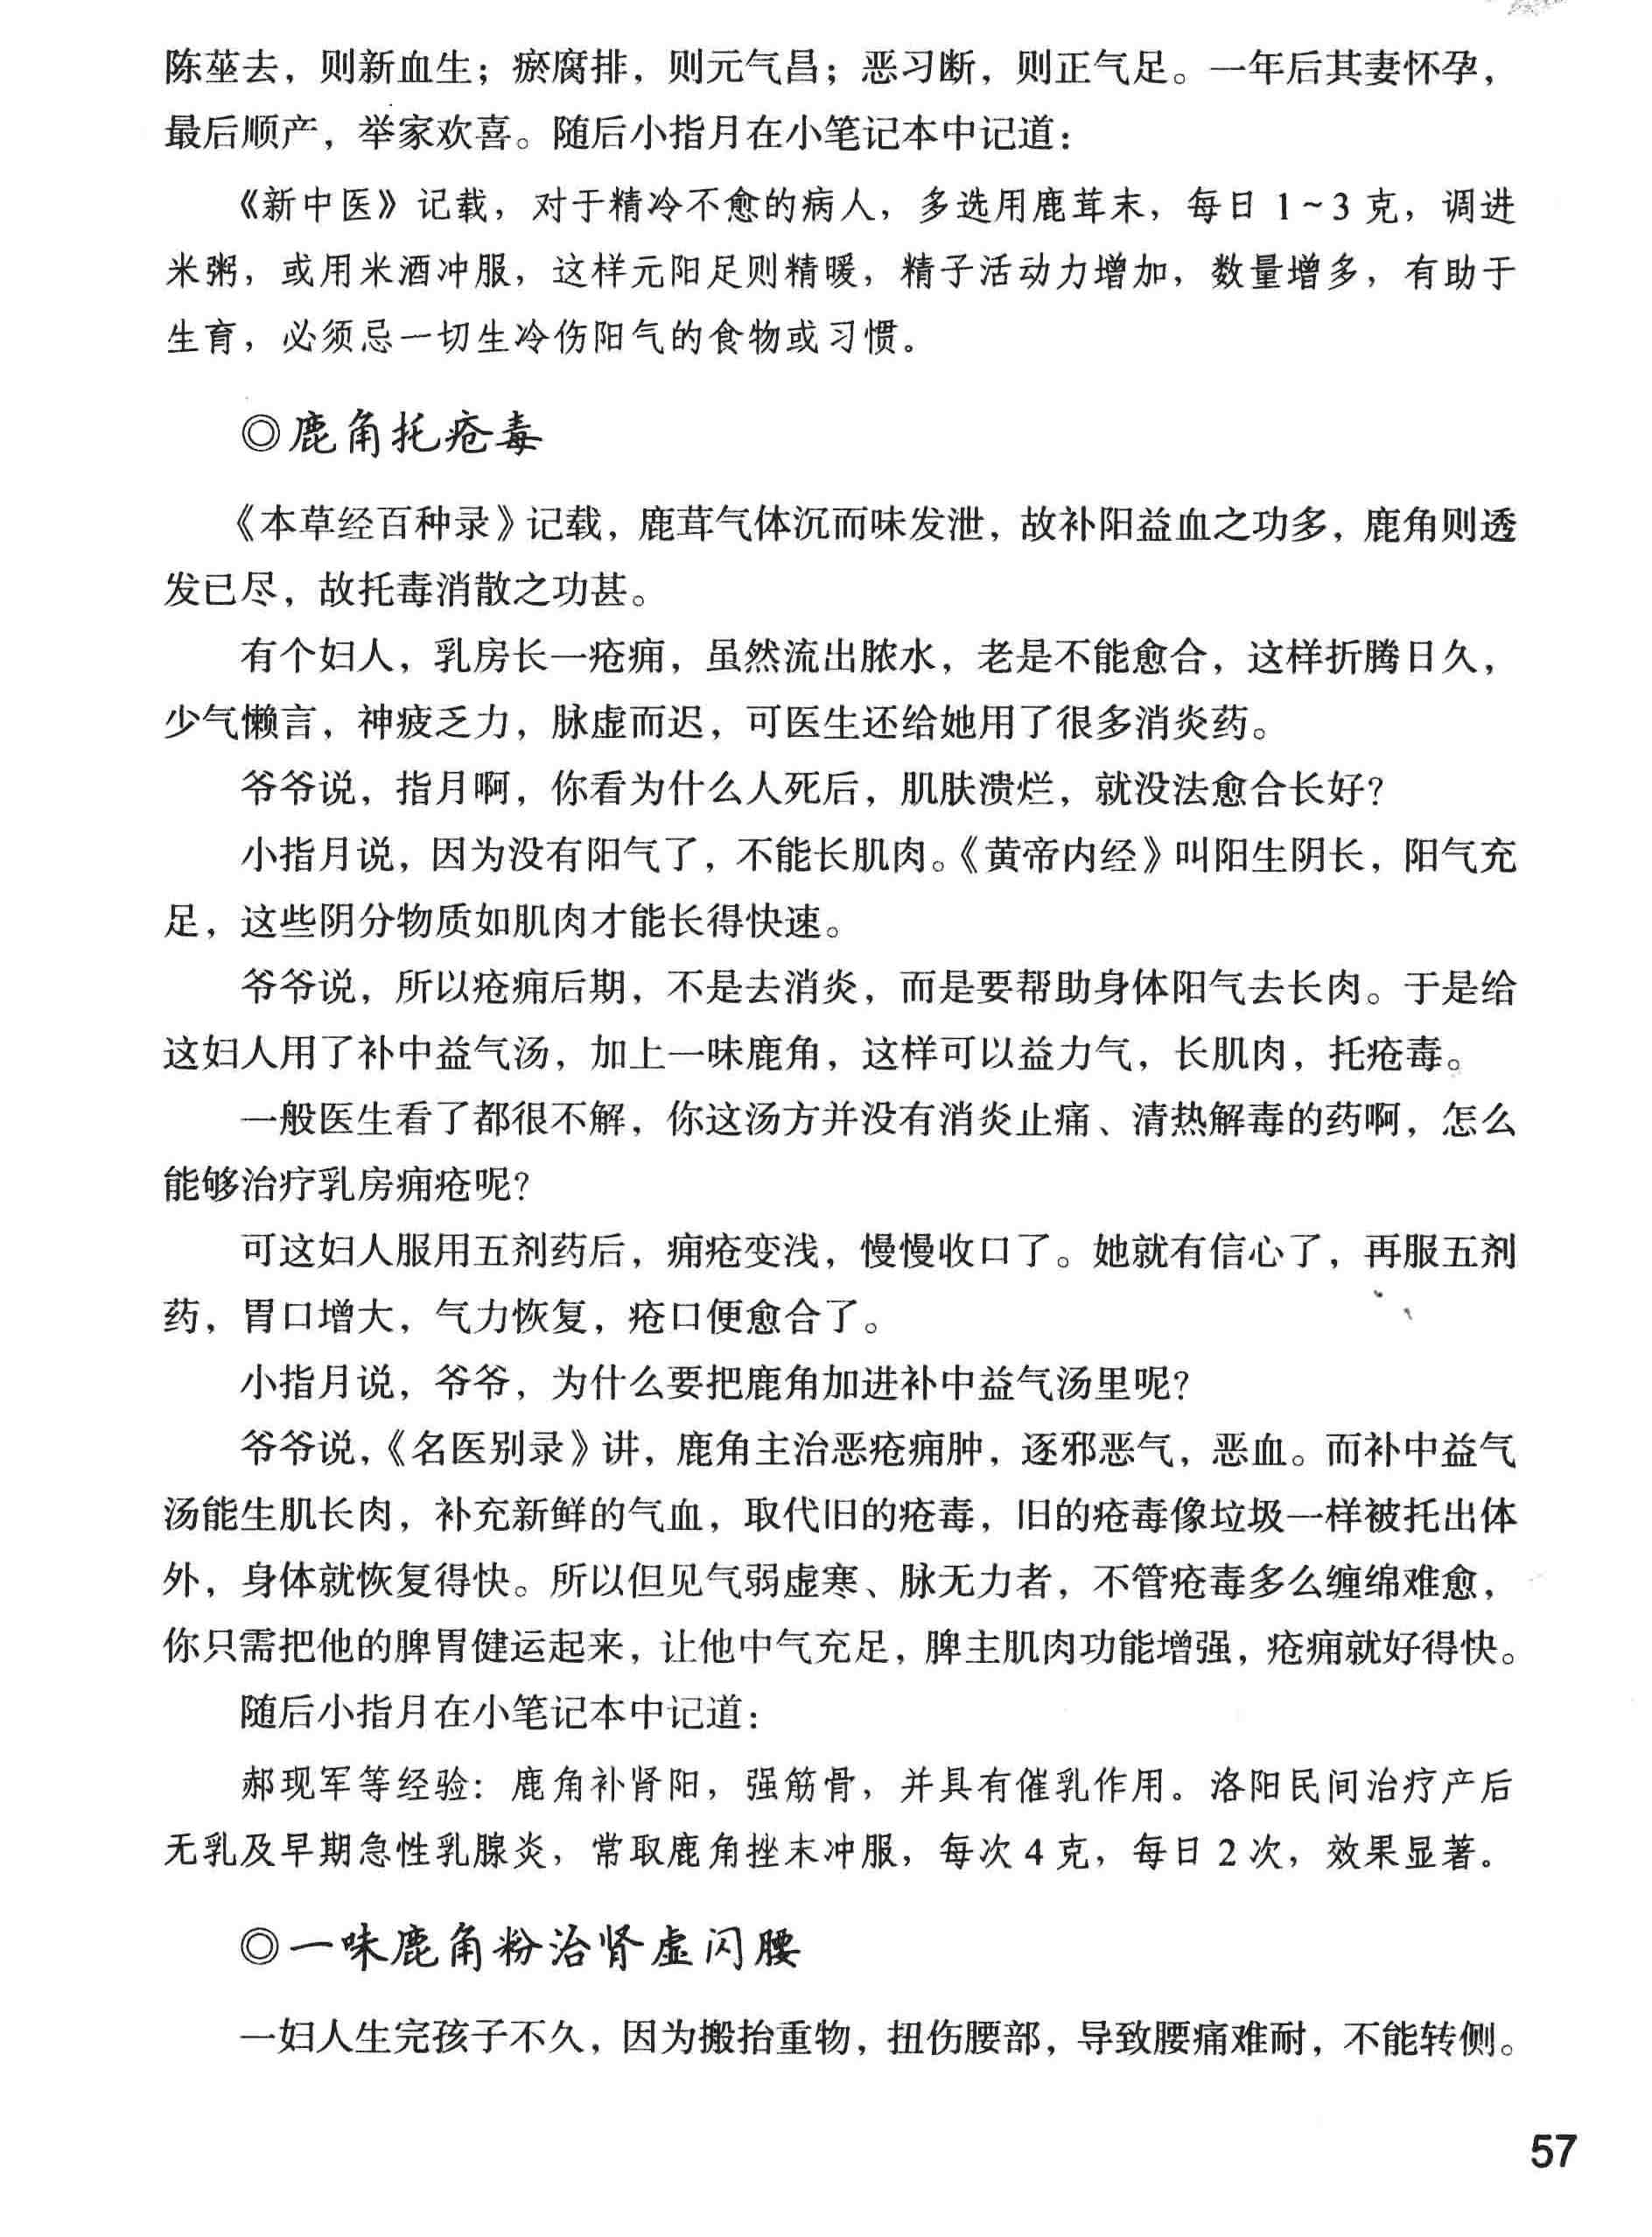 陈莝去，则新血生；瘀腐排，则元气昌；恶习断，则正气足。一年后其妻怀孕，
最后顺产，举家欢喜。随后小指月在小笔记本中记道：
《新中医》记载，对于精冷不愈的病人，多选用鹿茸末，每日1~3克，调进
米粥，或用米酒冲服，这样元阳足则精暖，精子活动力增加，数量增多，有助于
生育，必须忌一切生冷伤阳气的食物或习惯。
◎鹿角托疮毒
《本草经百种录》记载，鹿茸气体沉而味发泄，故补阳益血之功多，鹿角则透
发已尽，故托毒消散之功甚。
有个妇人，乳房长一疮痈，虽然流出脓水，老是不能愈合，这样折腾日久，
少气懒言，神疲乏力，脉虚而迟，可医生还给她用了很多消炎药。
爷爷说，指月啊，你看为什么人死后，肌肤溃烂，就没法愈合长好？
小指月说，因为没有阳气了，不能长肌肉。《黄帝内经》叫阳生阴长，阳气充
足，这些阴分物质如肌肉才能长得快速。
爷爷说，所以疮痈后期，不是去消炎，而是要帮助身体阳气去长肉。于是给
这妇人用了补中益气汤，加上一味鹿角，这样可以益力气，长肌肉，托疮毒。
一般医生看了都很不解，你这汤方并没有消炎止痛、清热解毒的药啊，怎么
能够治疗乳房痈疮呢？
可这妇人服用五剂药后，痈疮变浅，慢慢收口了。她就有信心了，再服五剂
药，胃口增大，气力恢复，疮口便愈合了。
小指月说，爷爷，为什么要把鹿角加进补中益气汤里呢？
爷爷说，《名医别录》讲，鹿角主治恶疮痈肿，逐邪恶气，恶血。而补中益气
汤能生肌长肉，补充新鲜的气血，取代旧的疮毒，旧的疮毒像垃圾一样被托出体
外，身体就恢复得快。所以但见气弱虚寒、脉无力者，不管疮毒多么缠绵难愈，
你只需把他的脾胃健运起来，让他中气充足，脾主肌肉功能增强，疮痈就好得快。
随后小指月在小笔记本中记道：
郝现军等经验：鹿角补肾阳，强筋骨，并具有催乳作用。洛阳民间治疗产后
无乳及早期急性乳腺炎，常取鹿角挫末冲服，每次4克，每日2次，效果显著。
◎一味鹿角粉治肾虚闪腰
一妇人生完孩子不久，因为搬抬重物，扭伤腰部，导致腰痛难耐，不能转侧。
57